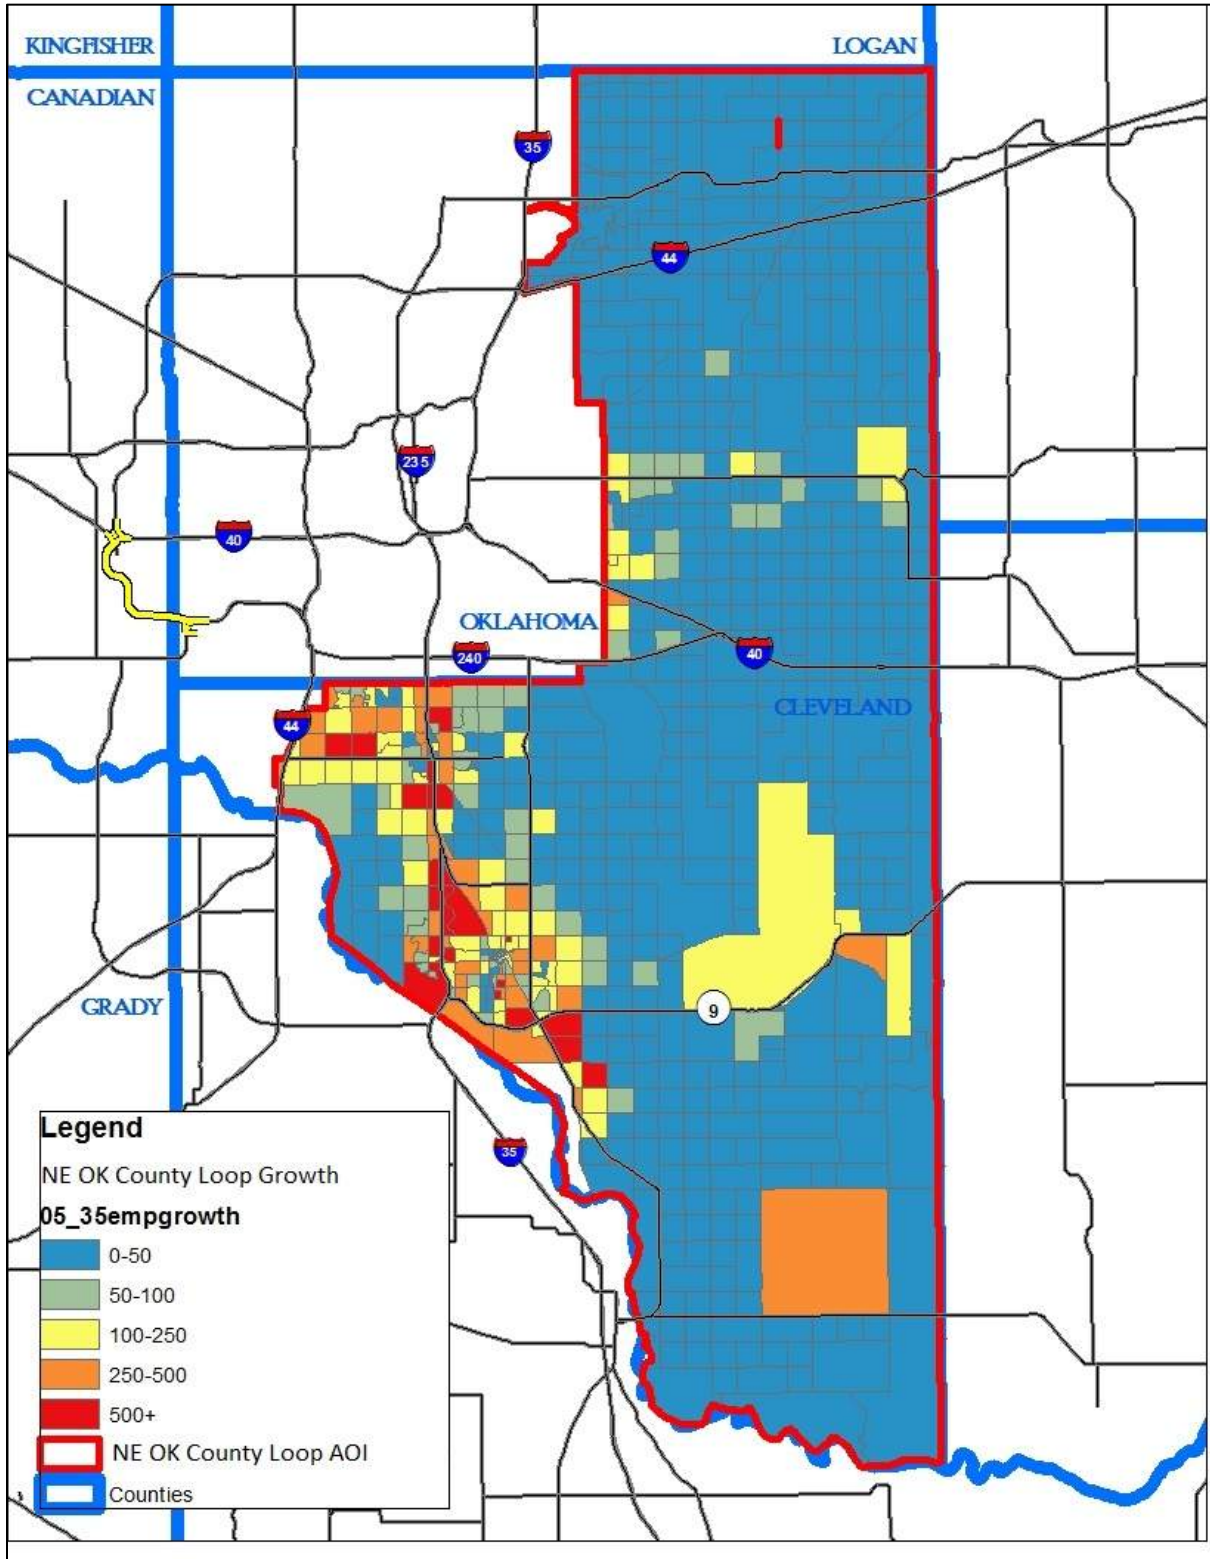 KINGFISHER
LOGAN
CANADIAN
35
44
235
40
OKLAHOMA
240
40
CLEVELAND
44
GRADY
9
35
Legend
NE OK County Loop Growth
05_35empgrowth
0-50
50-100
100-250
250-500
500+
NE OK County Loop AOI
Counties